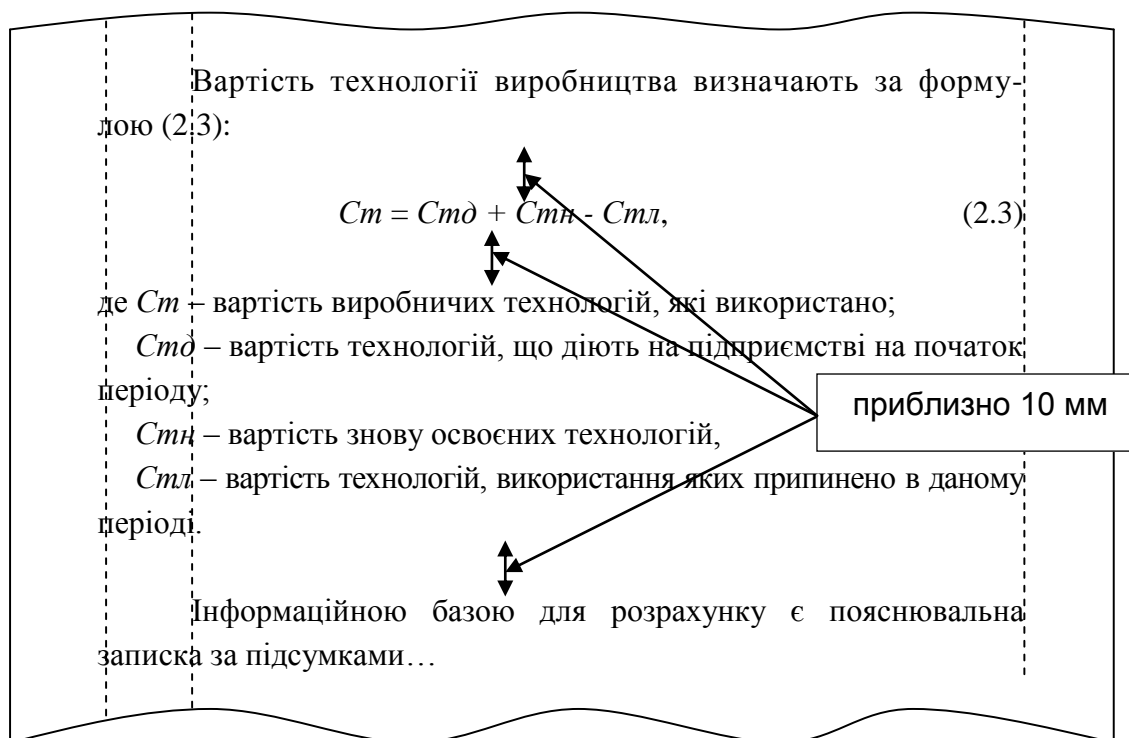 Вартість технології виробництва визначають за форму-
лою (2.3):
Ст = Стд + Стн - Стл, (2.3)
де Ст – вартість виробничих технологій, які використано;
Стд – вартість технологій, що діють на підприємстві на початок
періоду;
приблизно 10 мм
Стн – вартість знову освоєних технологій,
Стл – вартість технологій, використання яких припинено в даному
періоді.
Інформаційною базою для розрахунку є пояснювальна
записка за підсумками…